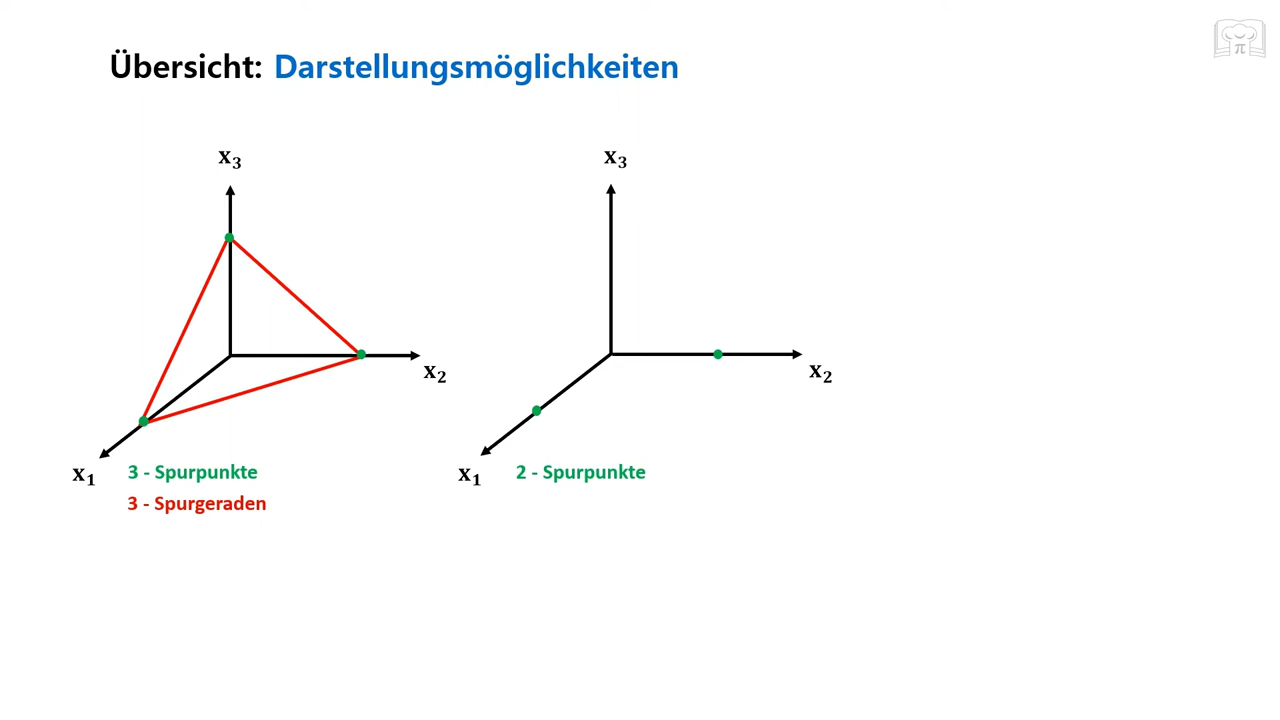 Übersicht: Darstellungsmöglichkeiten
x₃
x₂
x₁
3 - Spurpunkte
3 - Spurgeraden
x₃
x₂
x₁
2 - Spurpunkte
π